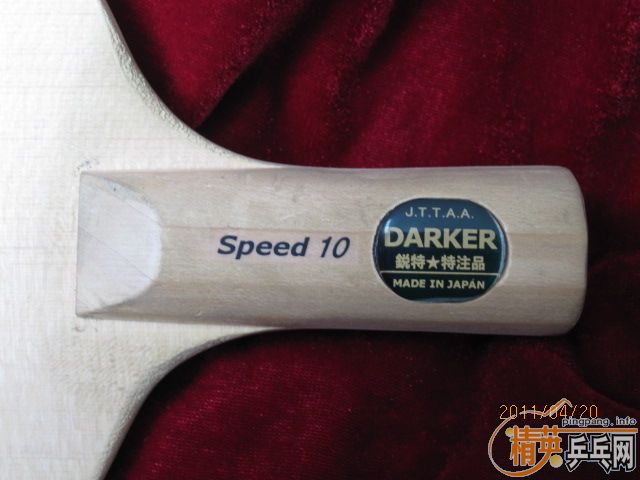 Speed 10
J.T.T.A.A.
DARKER
鋭特★特注品
MADE IN JAPAN
2011/04/20
pingpang.info
精英乒乓网